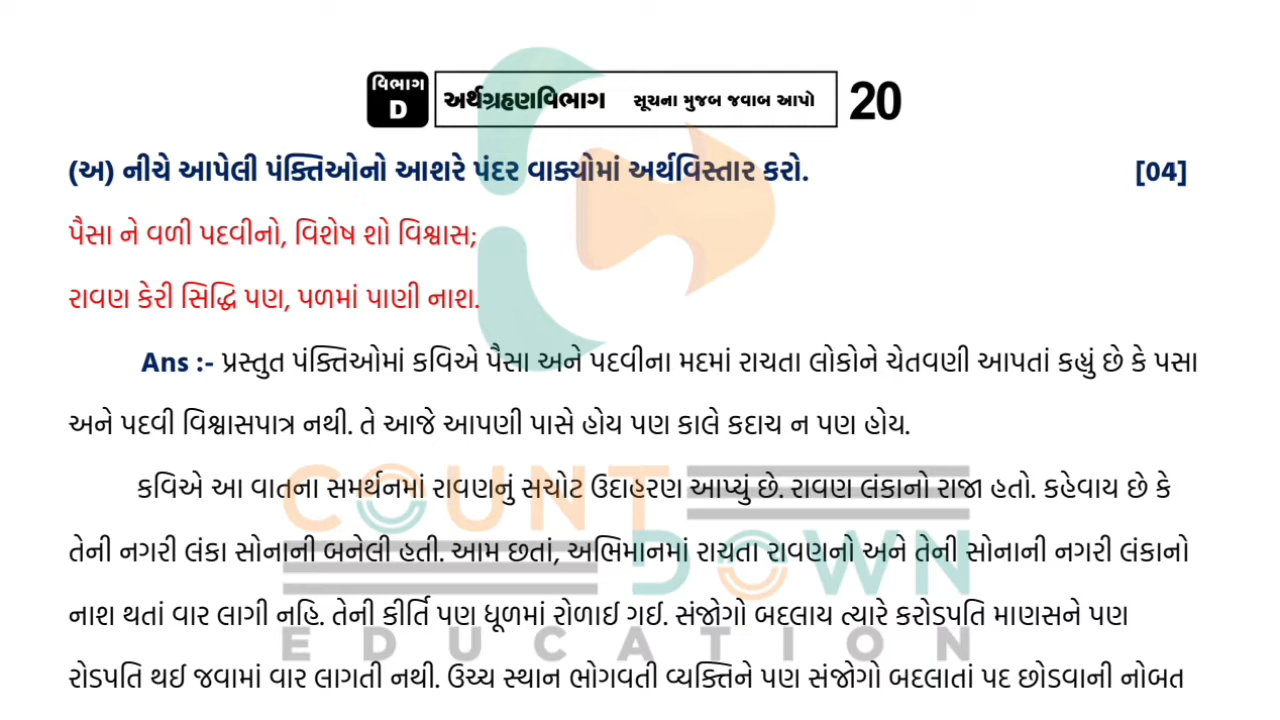 વિભાગ
D
અર્થગ્રહણવિભાગ સૂચના મુજબ જવાબ આપો 20
(અ) નીચે આપેલી પંક્તિઓનો આશરે પંદર વાક્યોમાં અર્થવિસ્તાર કરો. [04]
પૈસા ને વળી પદવીનો, વિશેષ શો વિશ્વાસ;
રાવણ કેરી સિદ્ધિ પણ, પળમાં પાણી નાશ.
Ans :- પ્રસ્તુત પંક્તિઓમાં કવિએ પૈસા અને પદવીના મદમાં રાચતા લોકોને ચેતવણી આપતાં કહ્યું છે કે પસા
અને પદવી વિશ્વાસપાત્ર નથી. તે આજે આપણી પાસે હોય પણ કાલે કદાચ ન પણ હોય.
કવિએ આ વાતના સમર્થનમાં રાવણનું સચોટ ઉદાહરણ આપ્યું છે. રાવણ લંકાનો રાજા હતો. કહેવાય છે કે
તેની નગરી લંકા સોનાની બનેલી હતી. આમ છતાં, અભિમાનમાં રાચતા રાવણનો અને તેની સોનાની નગરી લંકાનો
નાશ થતાં વાર લાગી નહિ. તેની કીર્તિ પણ ધૂળમાં રોળાઈ ગઈ. સંજોગો બદલાય ત્યારે કરોડપતિ માણસને પણ
રોડપતિ થઈ જવામાં વાર લાગતી નથી. ઉચ્ચ સ્થાન ભોગવતી વ્યક્તિને પણ સંજોગો બદલાતાં પદ છોડવાની નોબત
COUNT
DOWN
EDUCATION